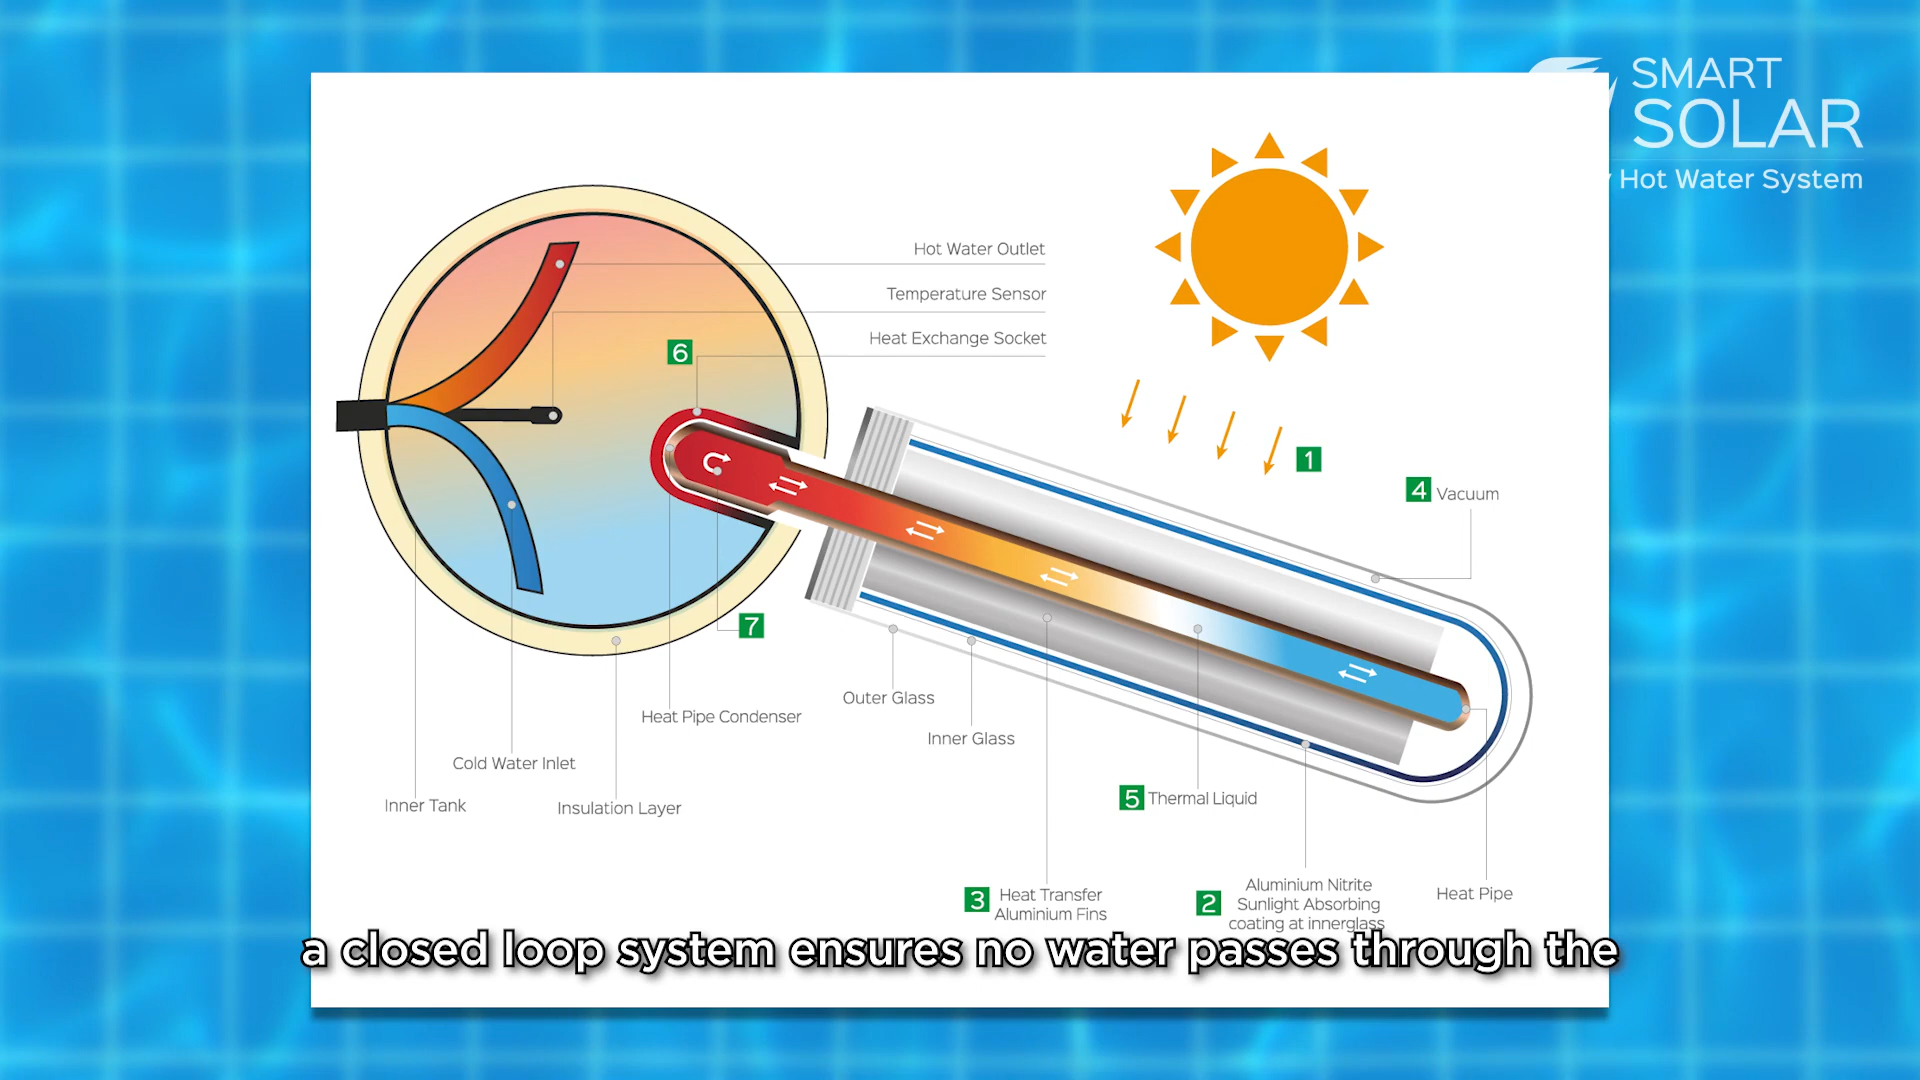 SMART
SOLAR
Hot Water System
Hot Water Outlet
Temperature Sensor
Heat Exchange Socket
6
1
4 Vacuum
7
Outer Glass
Heat Pipe Condenser
Inner Glass
Cold Water Inlet
Inner Tank
Insulation Layer
5 Thermal Liquid
3 Heat Transfer
Aluminium Fins
2 Aluminium Nitrite
Sunlight Absorbing
coating at innerglass
Heat Pipe
a closed loop system ensures no water passes through the